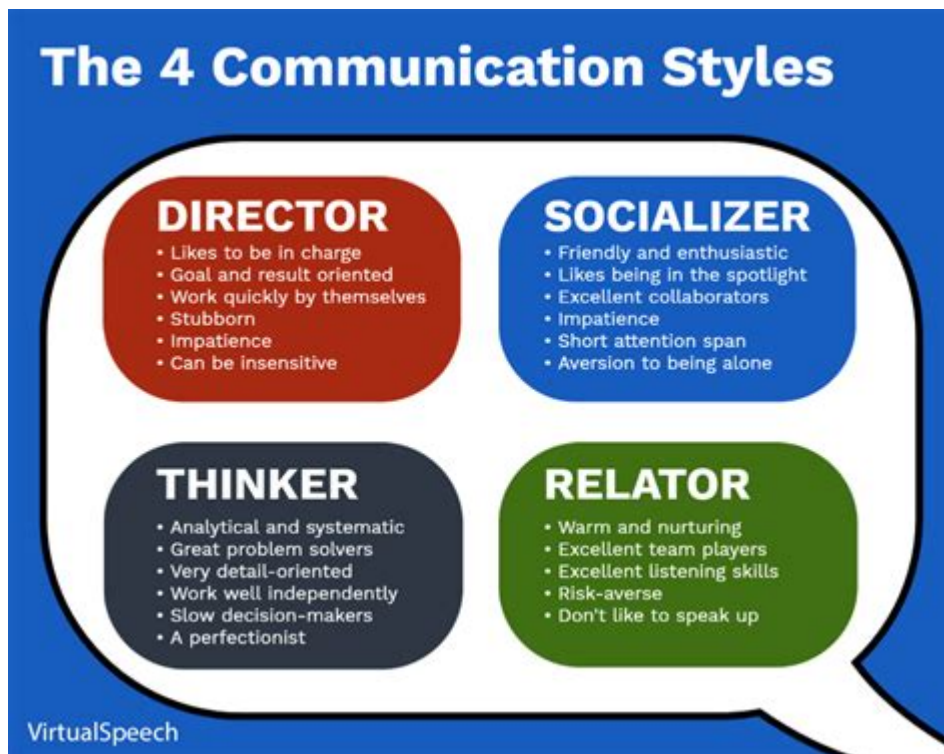 The 4 Communication Styles
DIRECTOR
• Likes to be in charge
• Goal and result oriented
• Work quickly by themselves
• Stubborn
• Impatience
• Can be insensitive
SOCIALIZER
• Friendly and enthusiastic
• Likes being in the spotlight
• Excellent collaborators
• Impatience
• Short attention span
• Aversion to being alone
THINKER
• Analytical and systematic
• Great problem solvers
• Very detail-oriented
• Work well independently
• Slow decision-makers
• A perfectionist
RELATOR
• Warm and nurturing
• Excellent team players
• Excellent listening skills
• Risk-averse
• Don't like to speak up
VirtualSpeech